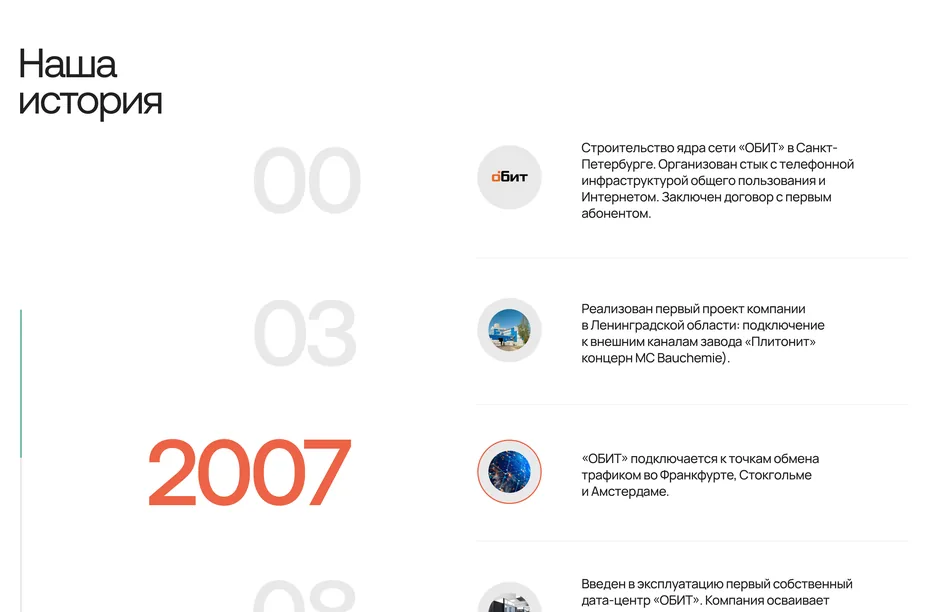 Наша
история
00
обит
Строительство ядра сети «ОБИТ» в Санкт-
Петербурге. Организован стык с телефонной
инфраструктурой общего пользования и
Интернетом. Заключен договор с первым
абонентом.
03
Реализован первый проект компании
в Ленинградской области: подключение
к внешним каналам завода «Плитонит»
концерн MC Bauchemie).
2007
«ОБИТ» подключается к точкам обмена
трафиком во Франкфурте, Стокгольме
и Амстердаме.
08
Введен в эксплуатацию первый собственный
дата-центр «ОБИТ». Компания осваивает